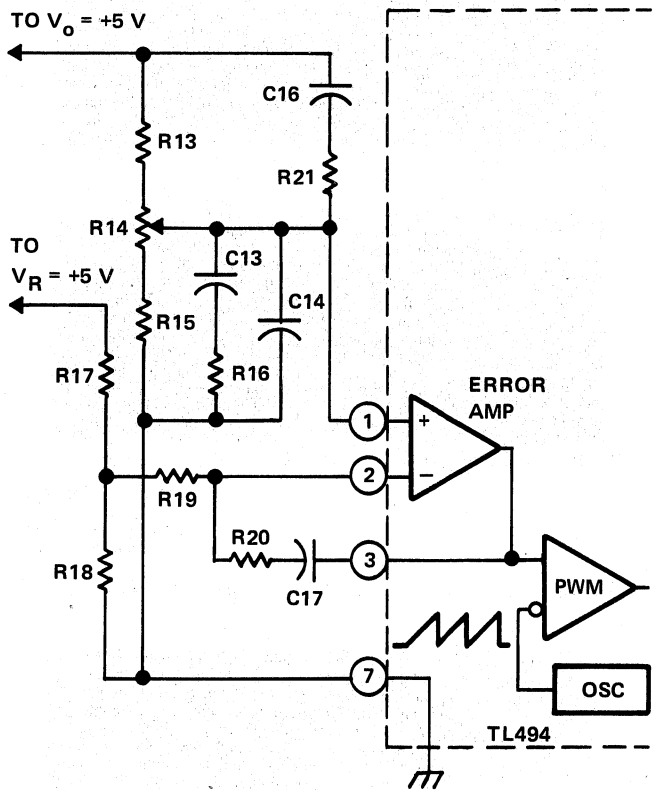 TO Vo = +5 V
C16
R13
R21
R14
TO
VR = +5 V
C13
C14
R15
R16
R17
ERROR
AMP
1
+
2
−
R19
R20
3
C17
R18
PWM
7
OSC
TL494